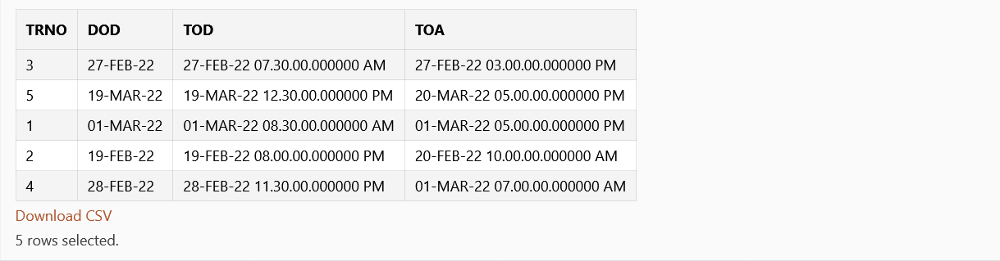 TRNO DOD TOD TOA
3 27-FEB-22 27-FEB-22 07.30.00.000000 AM 27-FEB-22 03.00.00.000000 PM
5 19-MAR-22 19-MAR-22 12.30.00.000000 PM 20-MAR-22 05.00.00.000000 PM
1 01-MAR-22 01-MAR-22 08.30.00.000000 AM 01-MAR-22 05.00.00.000000 PM
2 19-FEB-22 19-FEB-22 08.00.00.000000 PM 20-FEB-22 10.00.00.000000 AM
4 28-FEB-22 28-FEB-22 11.30.00.000000 PM 01-MAR-22 07.00.00.000000 AM
Download CSV
5 rows selected.